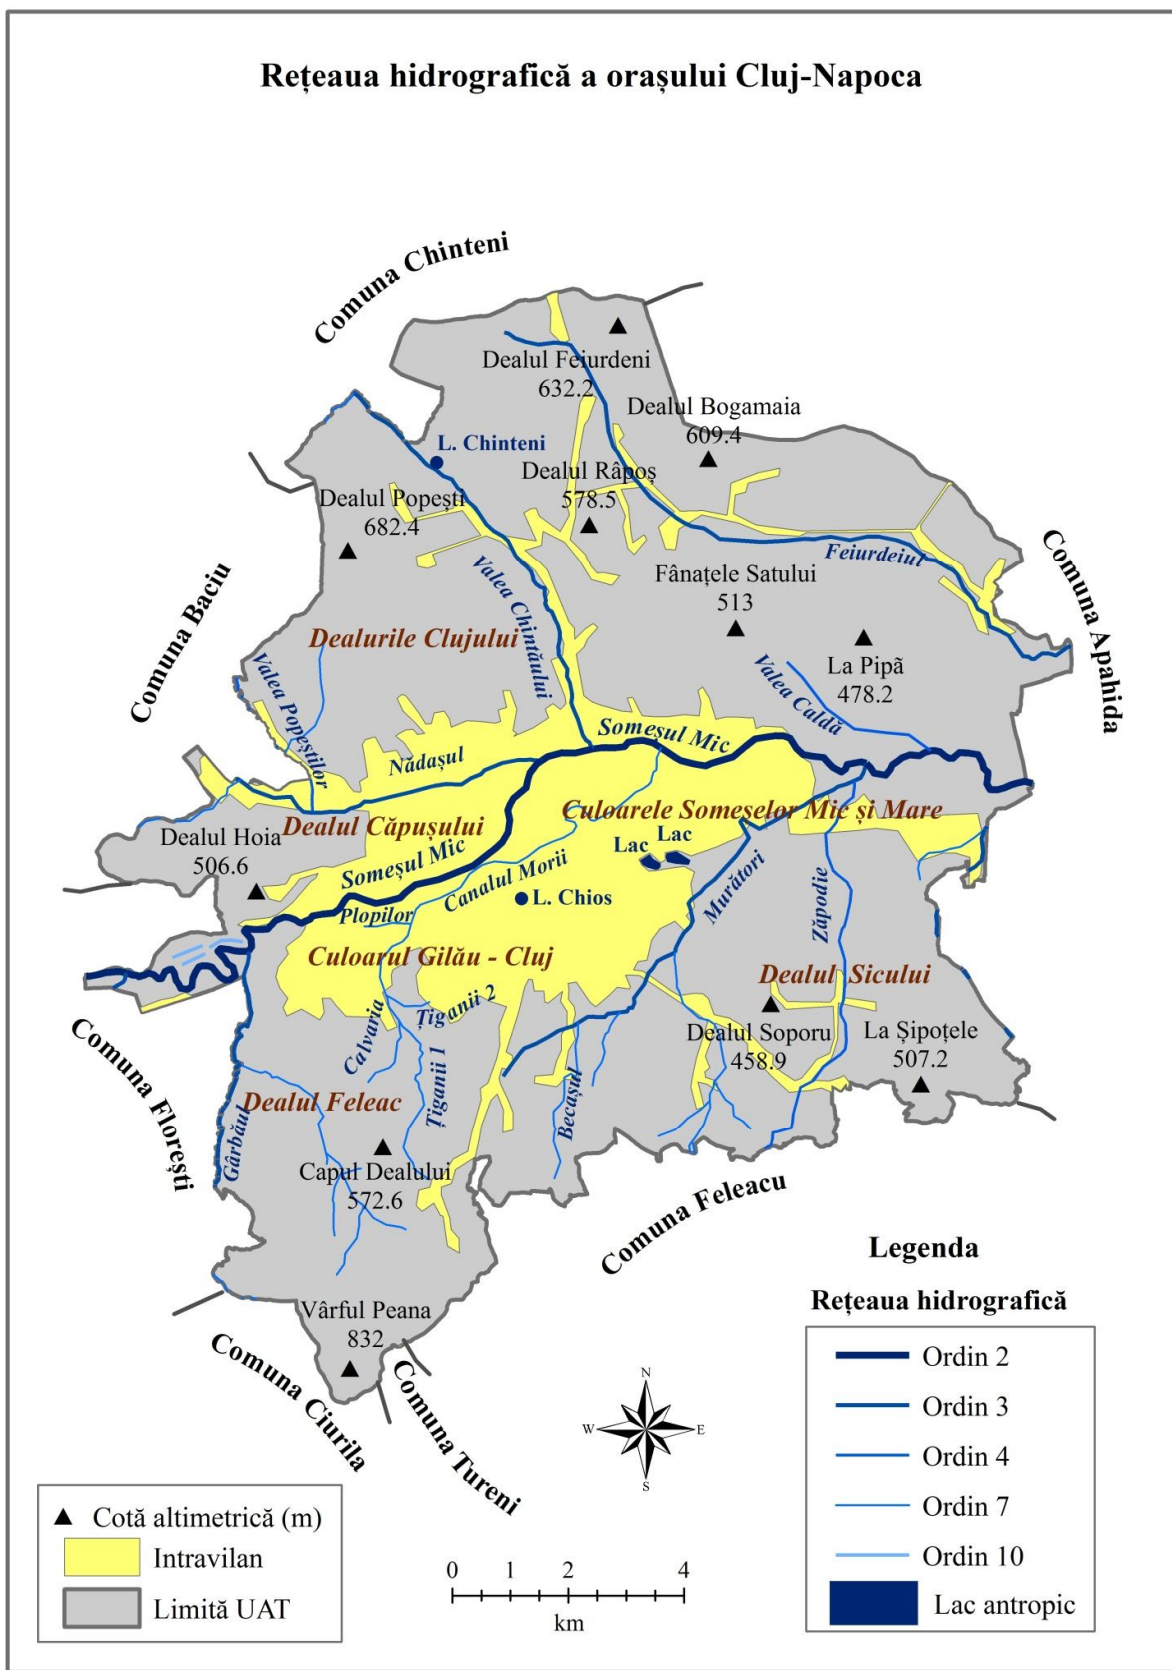 Rețeaua hidrografică a orașului Cluj-Napoca
Comuna Chinteni
Dealul Feiurdeni
632.2
Dealul Bogamaia
609.4
L. Chinteni
Dealul Râpoș
578.5
Dealul Popești
682.4
Feiurdeiul
Comuna Apahida
Valea Chintăului
Fânațele Satului
513
Comuna Baciu
Dealurile Clujului
La Pipã
478.2
Valea Popeștilor
Valea Caldă
Someșul Mic
Nădașul
Culoarele Someselor Mic și Mare
Dealul Căpușului
Dealul Hoia
506.6
Lac
Lac
Someșul Mic
Canalul Morii
Murători
L. Chios
Plopilor
Zăpodie
Culoarul Gilău - Cluj
Dealul Sicului
Țiganii 2
Calvaria
Dealul Soporu
458.9
La Șipoțele
507.2
Comuna Florești
Țiganii 1
Becașul
Dealul Feleac
Gârbăul
Capul Dealului
572.6
Comuna Feleacu
Vârful Peana
832
Comuna Ciurila
Comuna Tureni
N
W
E
S
Legenda
Rețeaua hidrografică
Ordin 2
Ordin 3
Ordin 4
Ordin 7
Ordin 10
Lac antropic
Cotă altimetrică (m)
Intravilan
Limită UAT
0 1 2 4
km